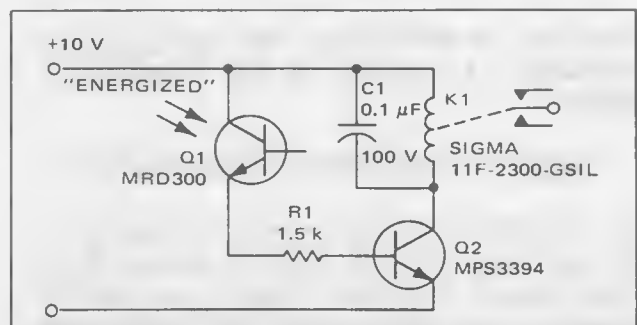 +10 V
"ENERGIZED"
C1
0.1 µF
100 V
K1
SIGMA
11F-2300-GSIL
Q1
MRD300
R1
1.5 k
Q2
MPS3394